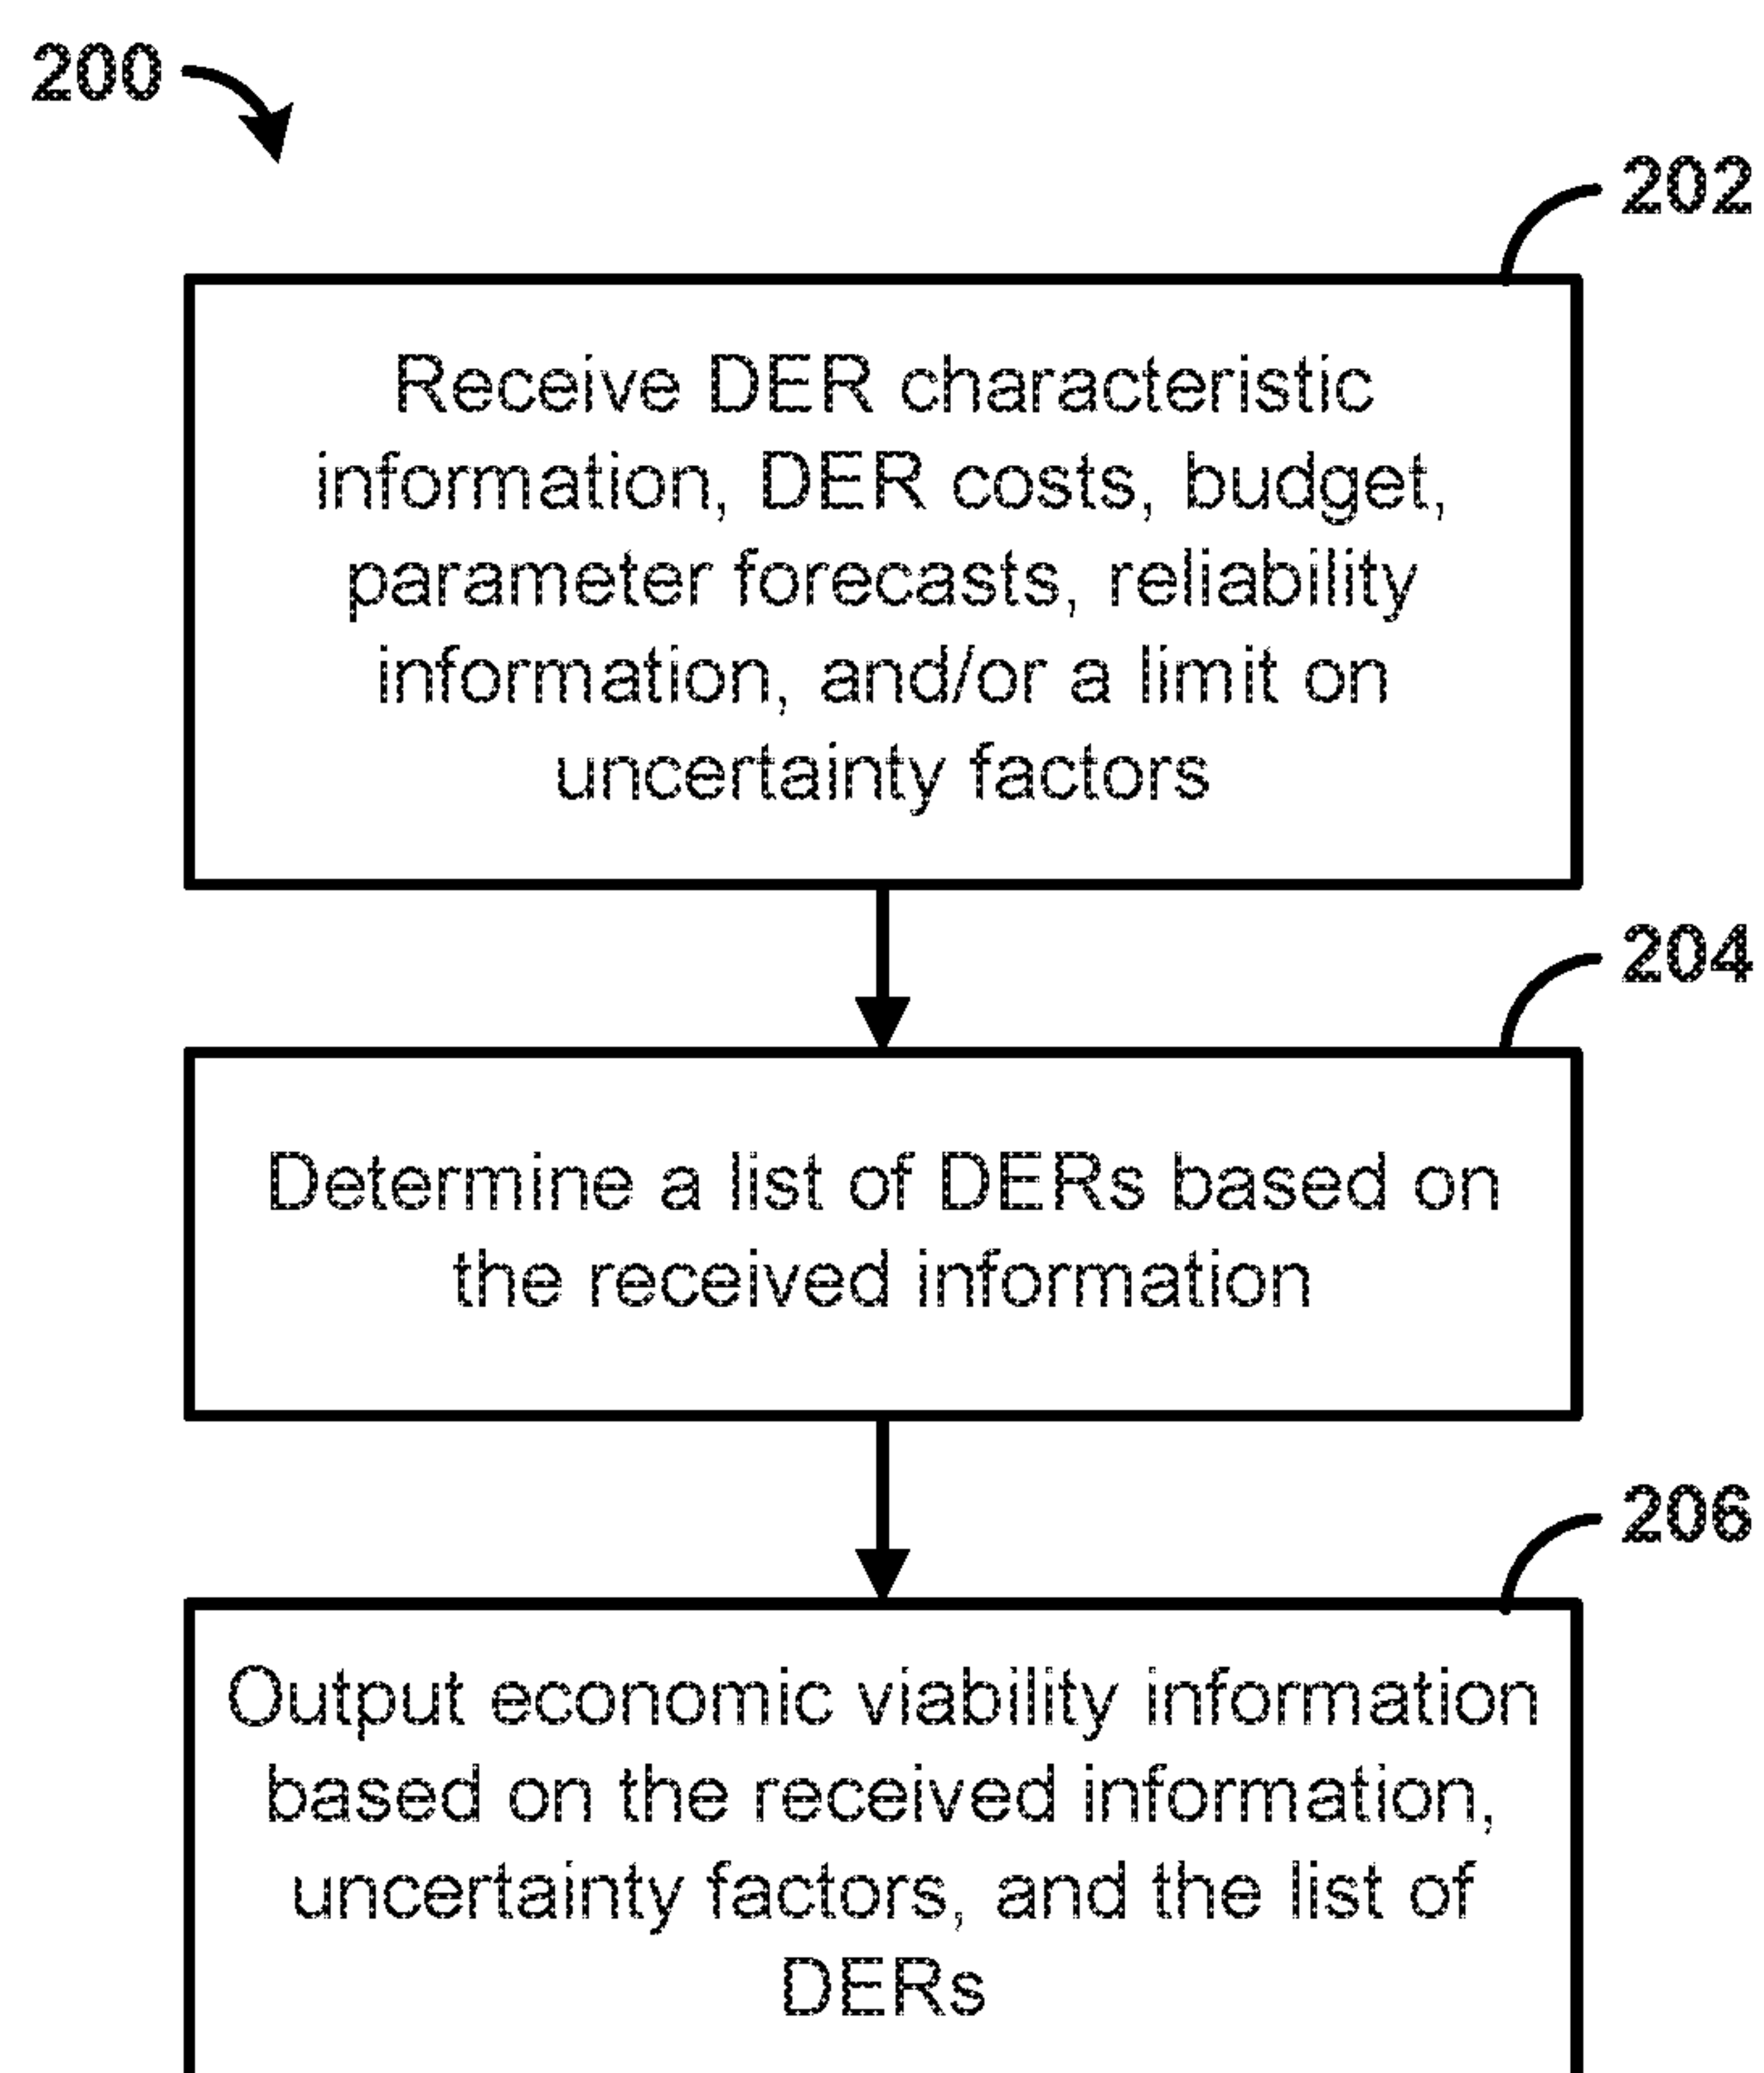 200
202
Receive DER characteristic
information, DER costs, budget,
parameter forecasts, reliability
information, and/or a limit on
uncertainty factors
204
Determine a list of DERs based on
the received information
206
Output economic viability information
based on the received information,
uncertainty factors, and the list of
DERs